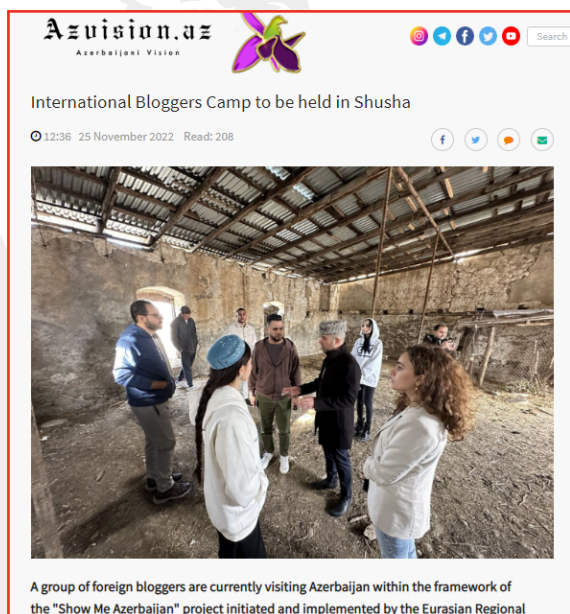 Azvision.az
Azerbaijani Vision
Search
International Bloggers Camp to be held in Shusha
12:36 25 November 2022 Read: 208
A group of foreign bloggers are currently visiting Azerbaijan within the framework of
the "Show Me Azerbaijan" project initiated and implemented by the Eurasian Regional